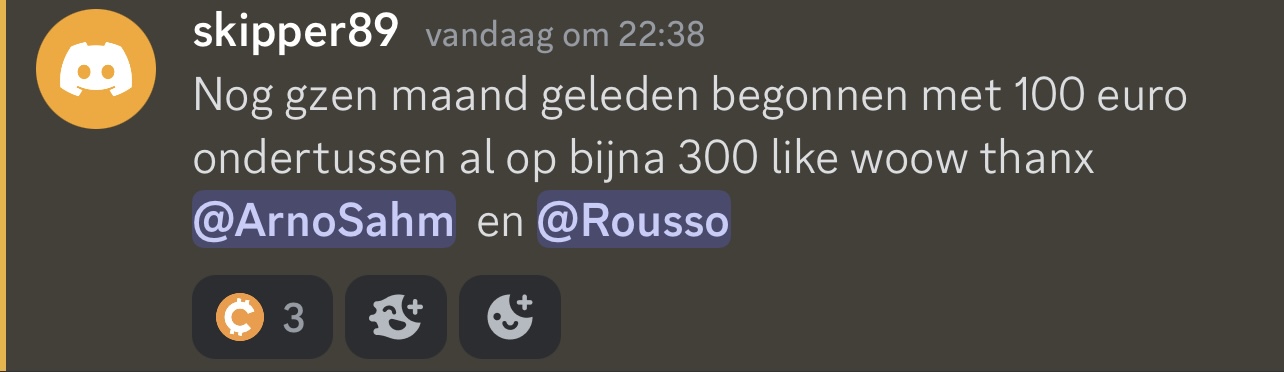 skipper89 vandaag om 22:38
Nog gzen maand geleden begonnen met 100 euro
ondertussen al op bijna 300 like woow thanx
@ArnoSahm en @Rousso
3